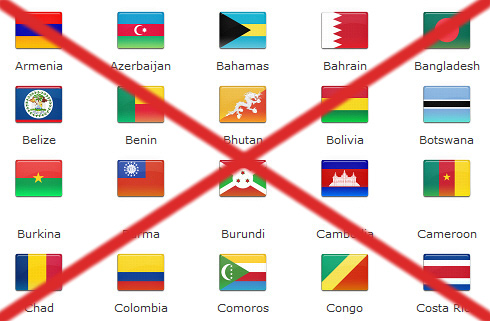 Armenia Azerbaijan Bahamas Bahrain Bangladesh
Belize Benin Bhutan Bolivia Botswana
Burkina Burma Burundi Cambodia Cameroon
Chad Colombia Comoros Congo Costa Rica